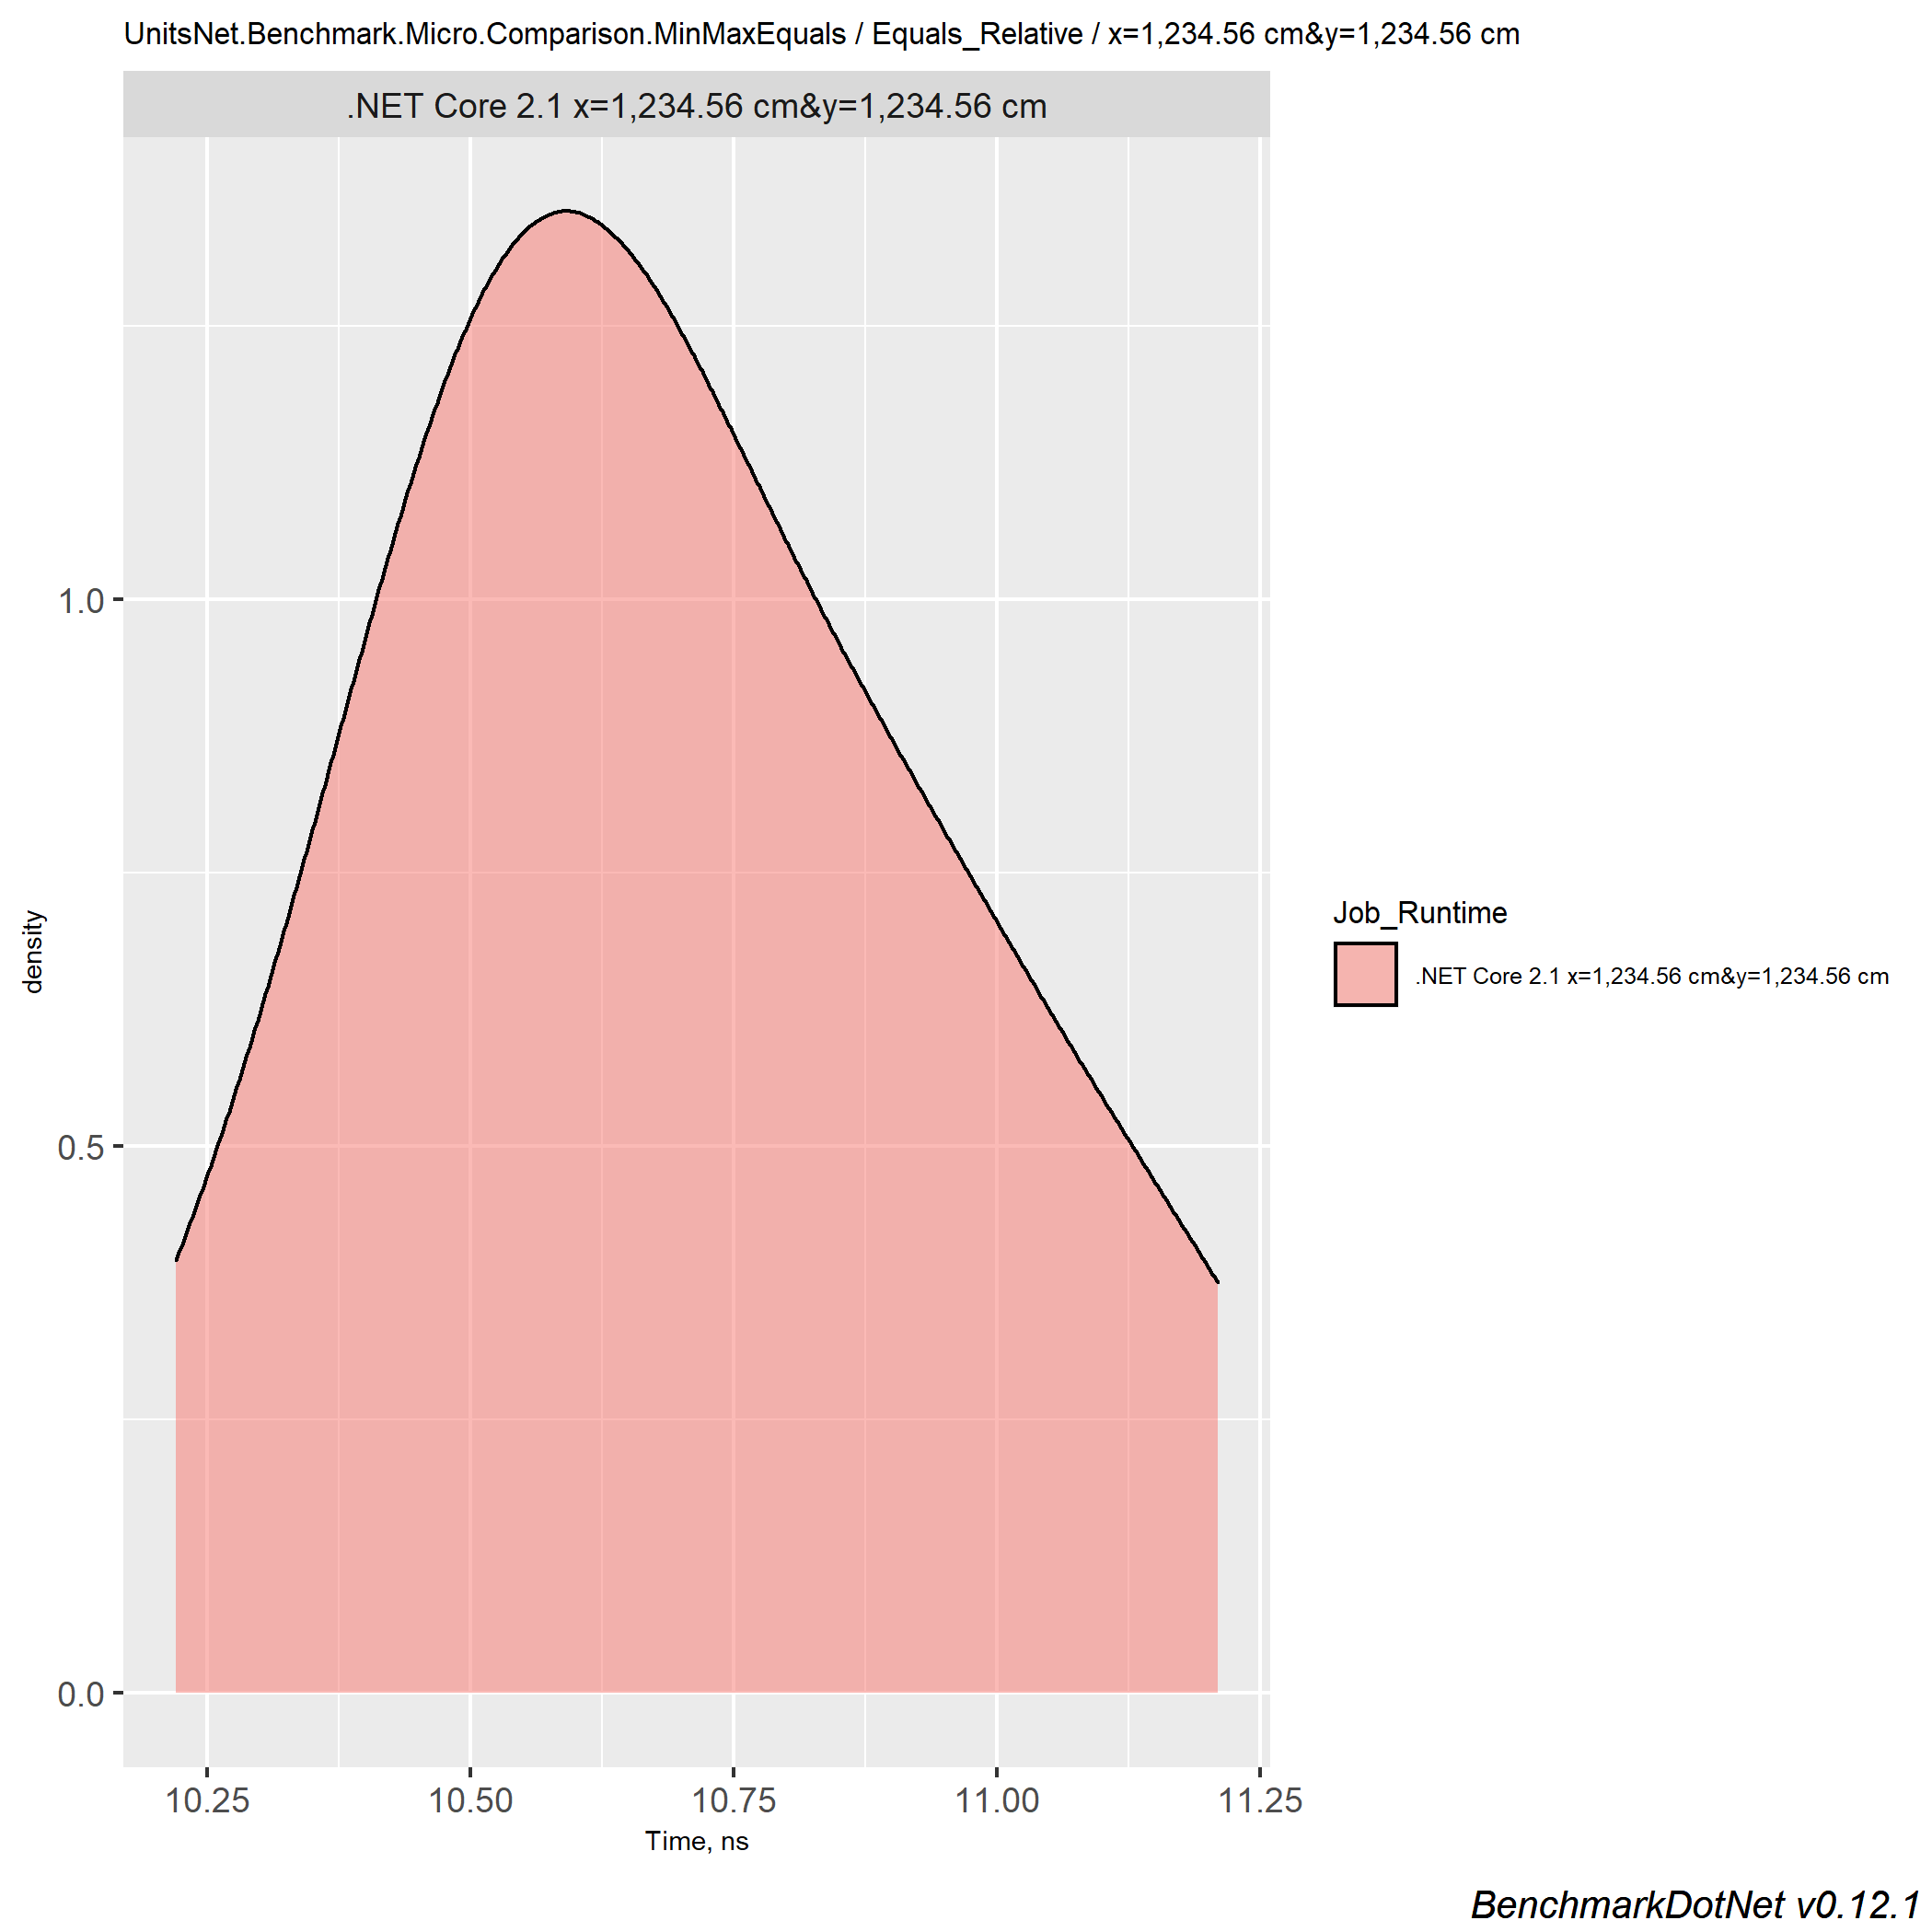 UnitsNet.Benchmark.Micro.Comparison.MinMaxEquals / Equals_Relative / x=1,234.56 cm&y=1,234.56 cm
.NET Core 2.1 x=1,234.56 cm&y=1,234.56 cm
1.0
0.5
0.0
density
10.25 10.50 10.75 11.00 11.25
Time, ns
Job_Runtime
.NET Core 2.1 x=1,234.56 cm&y=1,234.56 cm
BenchmarkDotNet v0.12.1